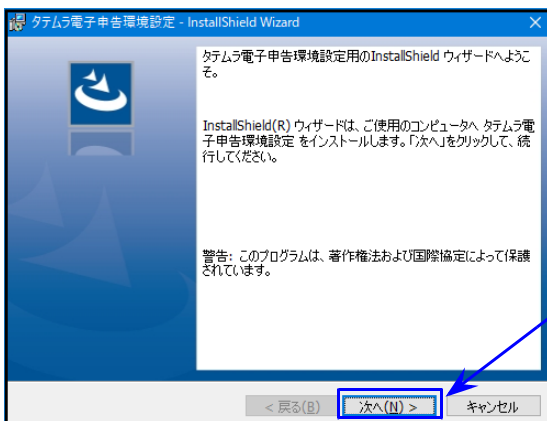 タテムラ電子申告環境設定 - InstallShield Wizard
タテムラ電子申告環境設定用のInstallShield ウィザードへようこ
そ。
InstallShield(R) ウィザードは、ご使用のコンピュータへ タテムラ電
子申告環境設定 をインストールします。「次へ」をクリックして、続
行してください。
警告: このプログラムは、著作権法および国際協定によって保護
されています。
< 戻る(B)
次へ(N) >
キャンセル